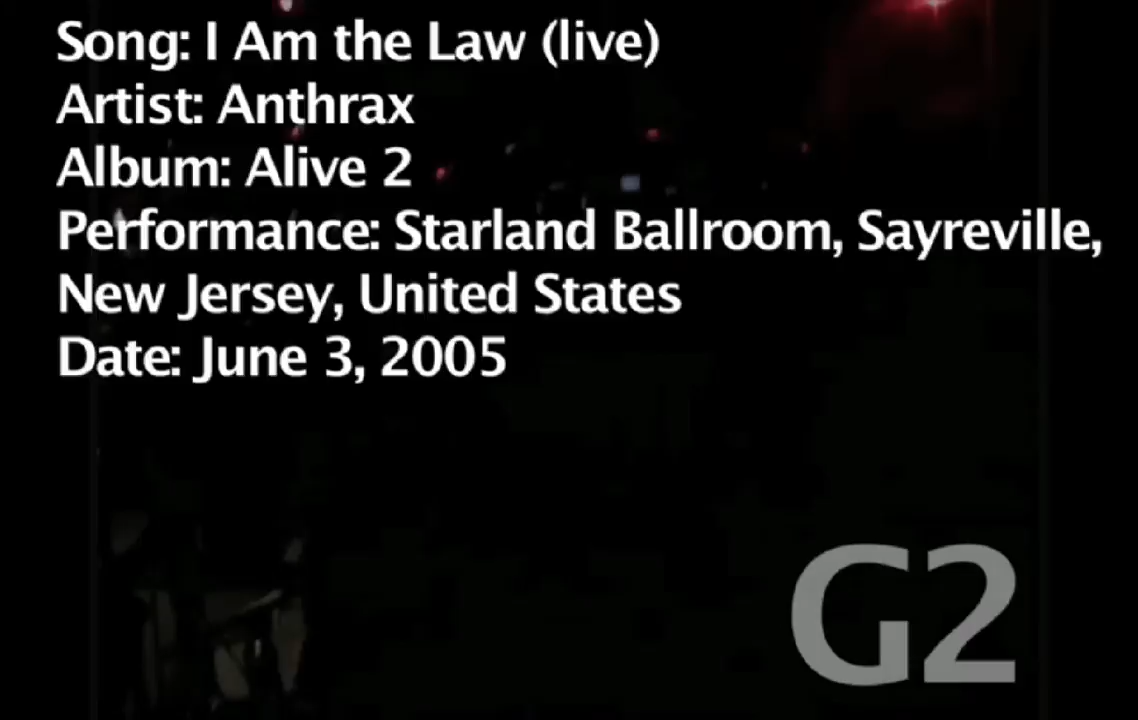 Song: I Am the Law (live)
Artist: Anthrax
Album: Alive 2
Performance: Starland Ballroom, Sayreville,
New Jersey, United States
Date: June 3, 2005
G2